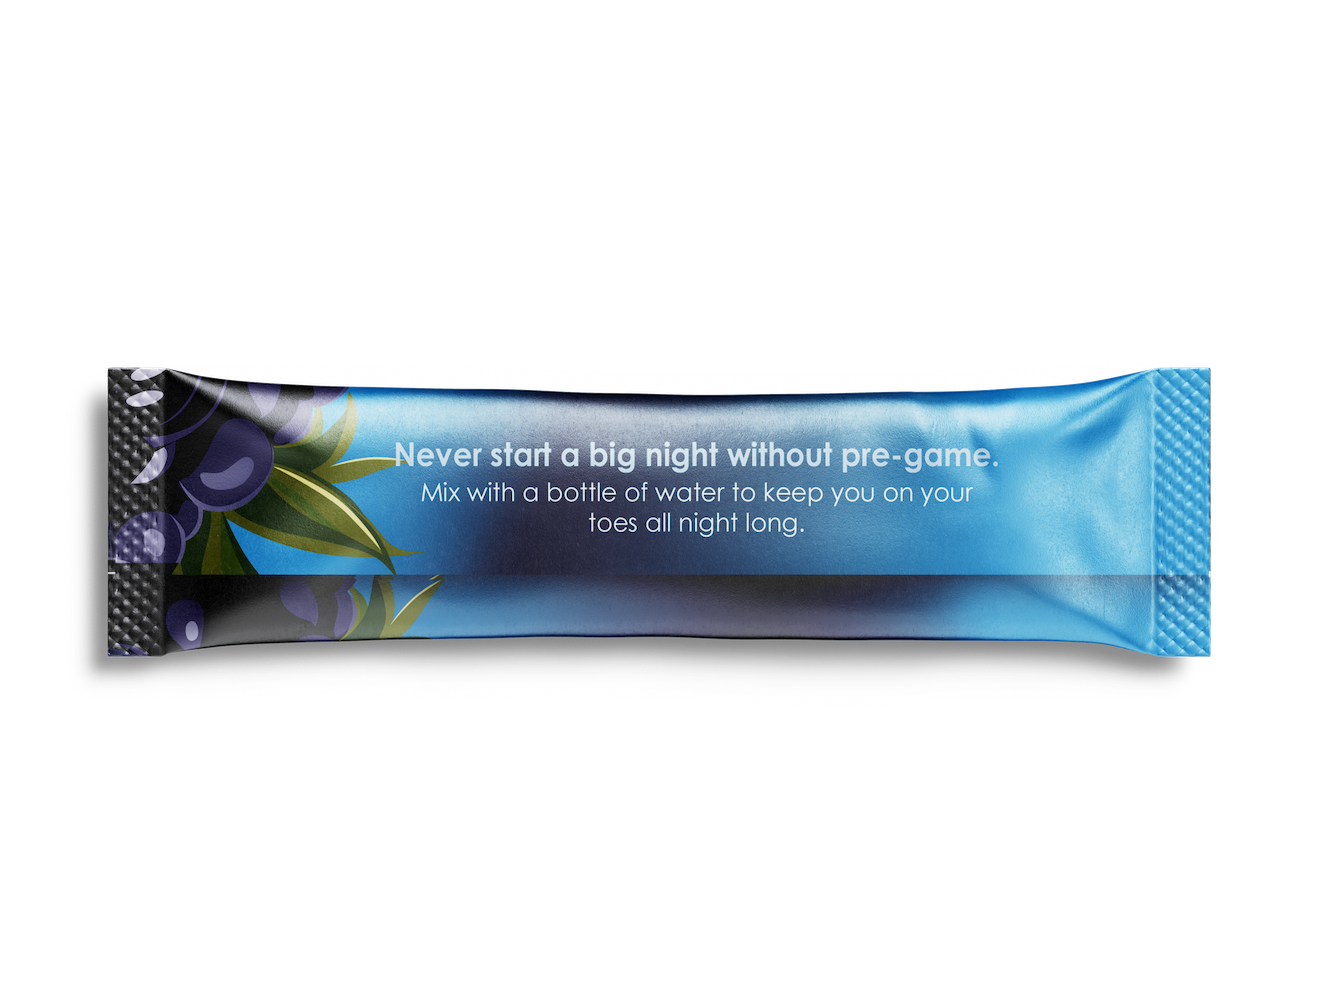 Never start a big night without pre-game.
Mix with a bottle of water to keep you on your
toes all night long.